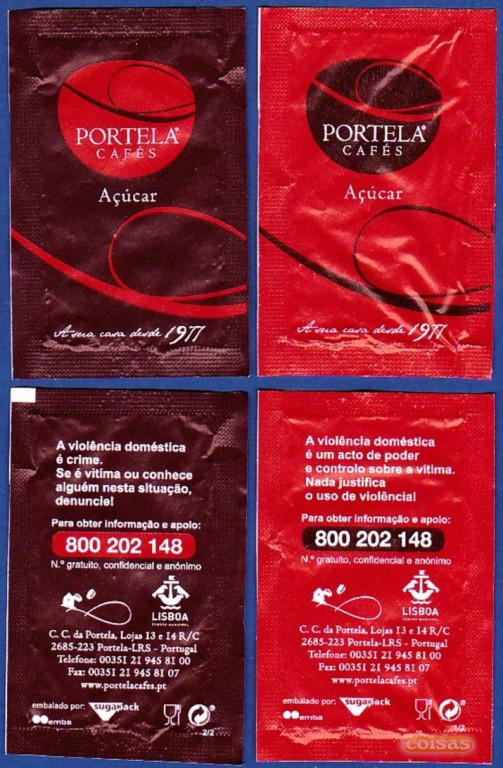 PORTELA®
CAFÉS
Açúcar
A sua casa desde 1977
PORTELA®
CAFÉS
Açúcar
A sua casa desde 1977
A violência doméstica
é crime.
Se é vítima ou conhece
alguém nesta situação,
denuncie!
Para obter informação e apoio:
800 202 148
N.º gratuito, confidencial e anónimo
LISBOA
CÂMARA MUNICIPAL
C. C. da Portela, Lojas 13 e 14 R/C
2685-223 Portela-LRS - Portugal
Telefone: 00351 21 945 81 00
Fax: 00351 21 945 81 07
www.portelacafes.pt
embalado por: sugarpack
emba
2/2
A violência doméstica
é um acto de poder
e controlo sobre a vítima.
Nada justifica
o uso de violência!
Para obter informação e apoio:
800 202 148
N.º gratuito, confidencial e anónimo
LISBOA
CÂMARA MUNICIPAL
C. C. da Portela, Lojas 13 e 14 R/C
2685-223 Portela-LRS - Portugal
Telefone: 00351 21 945 81 00
Fax: 00351 21 945 81 07
www.portelacafes.pt
embalado por: sugarpack
emba
1/2
coisas